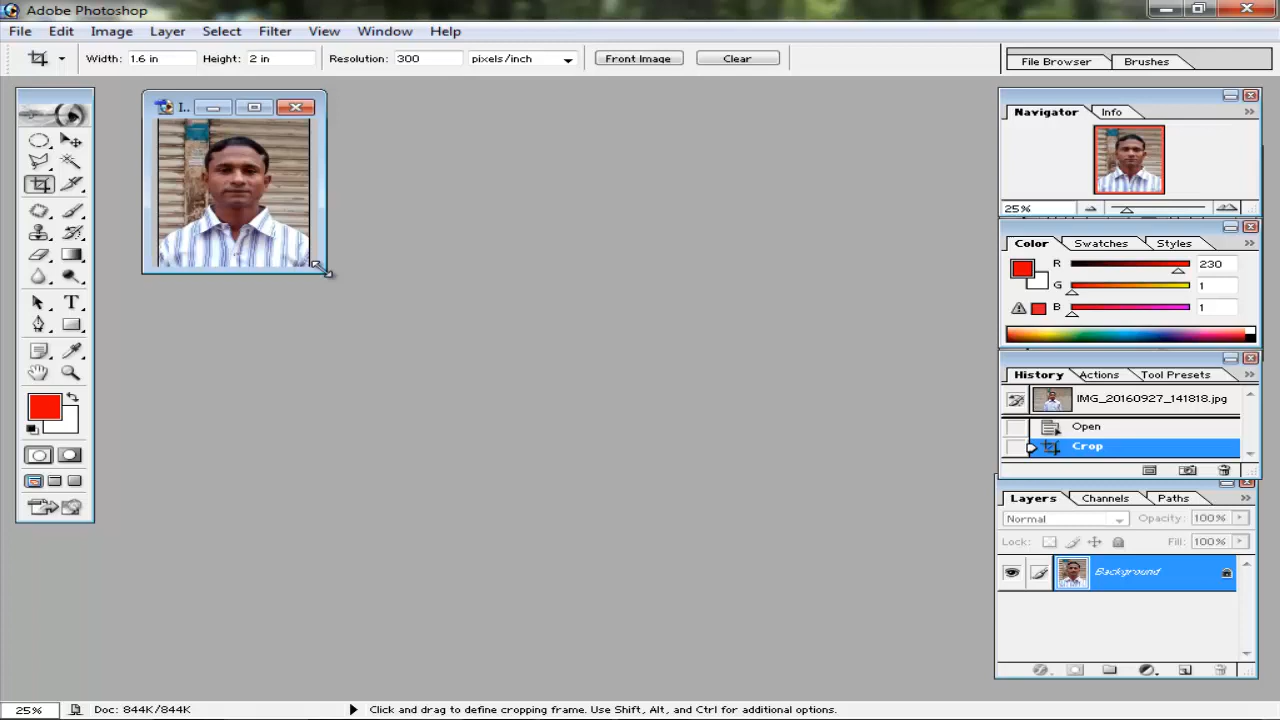 Adobe Photoshop
File Edit Image Layer Select Filter View Window Help
Width: 1.6 in Height: 2 in Resolution: 300 pixels/inch Front Image Clear File Browser Brushes
I..
Navigator Info
25%
Color Swatches Styles
R 230
G 1
B 1
T
History Actions Tool Presets
IMG_20160927_141818.jpg
Open
Crop
Layers Channels Paths
Normal Opacity: 100%
Lock: Fill: 100%
Background
25% Doc: 844K/844K Click and drag to define cropping frame. Use Shift, Alt, and Ctrl for additional options.